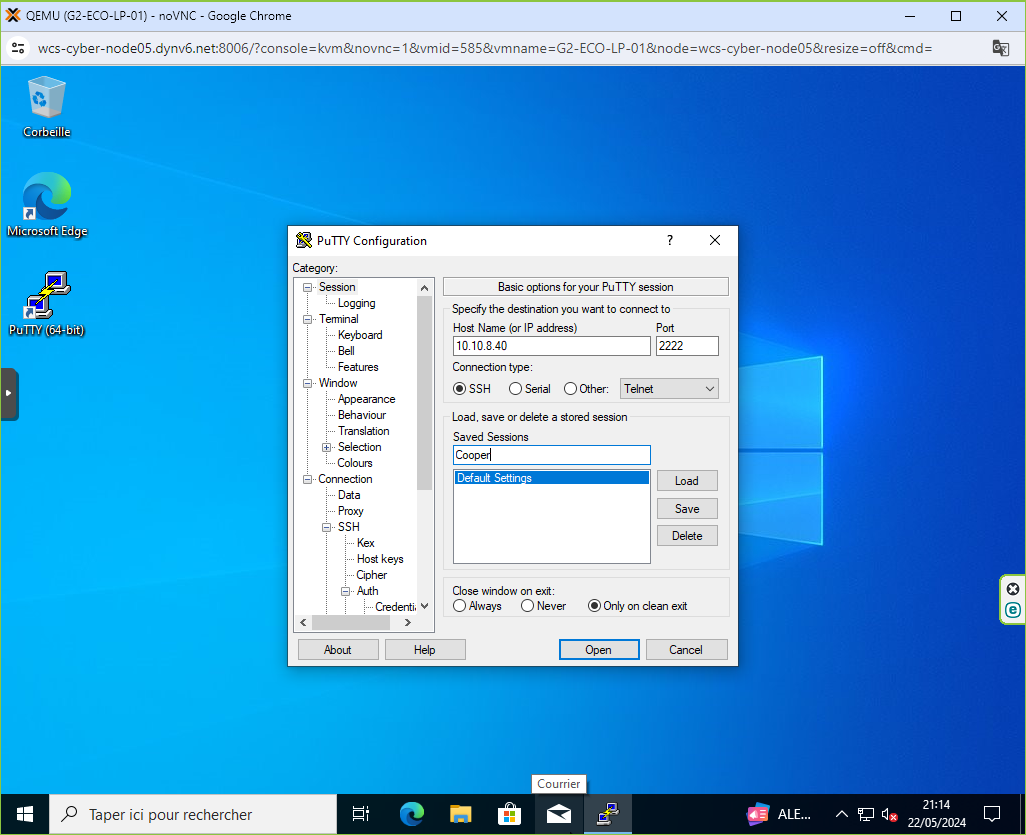 QEMU (G2-ECO-LP-01) - noVNC - Google Chrome
wcs-cyber-node05.dynv6.net:8006/?console=kvm&novnc=1&vmid=585&vmname=G2-ECO-LP-01&node=wcs-cyber-node05&resize=off&cmd=
Corbeille
Microsoft Edge
PuTTY (64-bit)
PuTTY Configuration
?
Category:
Session
Logging
Terminal
Keyboard
Bell
Features
Window
Appearance
Behaviour
Translation
Selection
Colours
Connection
Data
Proxy
SSH
Kex
Host keys
Cipher
Auth
Credentia
Basic options for your PuTTY session
Specify the destination you want to connect to
Host Name (or IP address) Port
10.10.8.40 2222
Connection type:
SSH Serial Other: Telnet
Load, save or delete a stored session
Saved Sessions
Cooper
Default Settings
Load
Save
Delete
Close window on exit:
Always Never Only on clean exit
About Help Open Cancel
Courrier
Taper ici pour rechercher
ALE...
21:14
22/05/2024